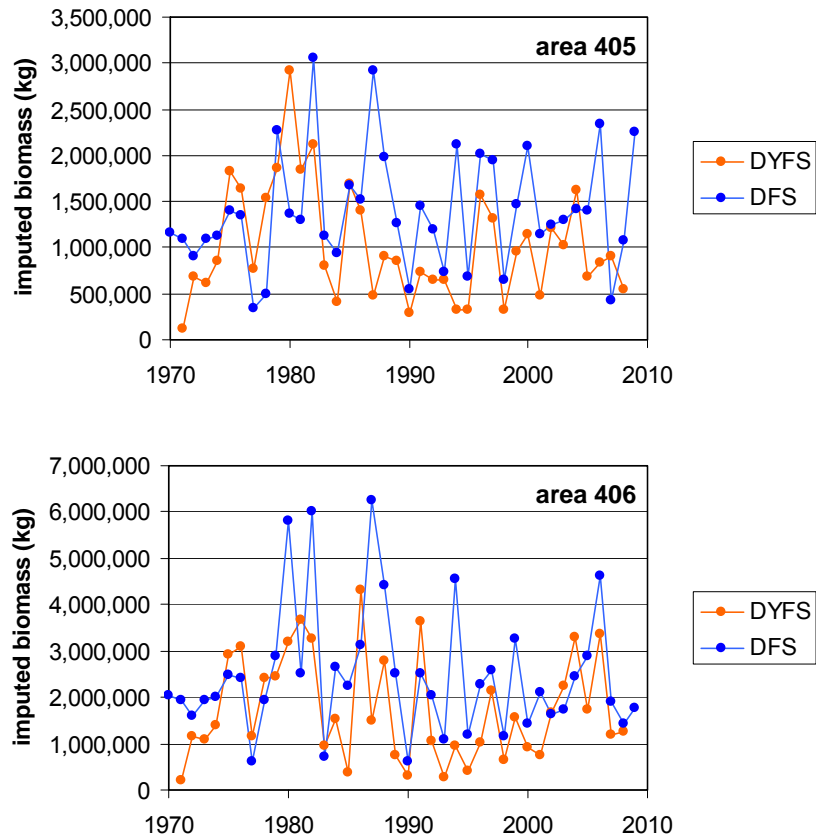 3,500,000
3,000,000
2,500,000
2,000,000
1,500,000
1,000,000
500,000
0
imputed biomass (kg)
area 405
1970 1980 1990 2000 2010
DYFS
DFS
7,000,000
6,000,000
5,000,000
4,000,000
3,000,000
2,000,000
1,000,000
0
imputed biomass (kg)
area 406
1970 1980 1990 2000 2010
DYFS
DFS